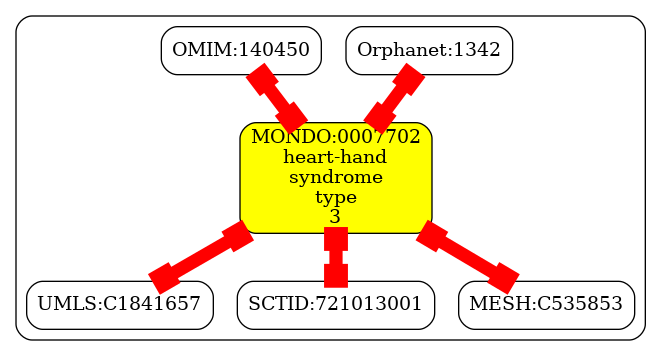 OMIM:140450
Orphanet:1342
MONDO:0007702
heart-hand
syndrome
type
3
UMLS:C1841657
SCTID:721013001
MESH:C535853